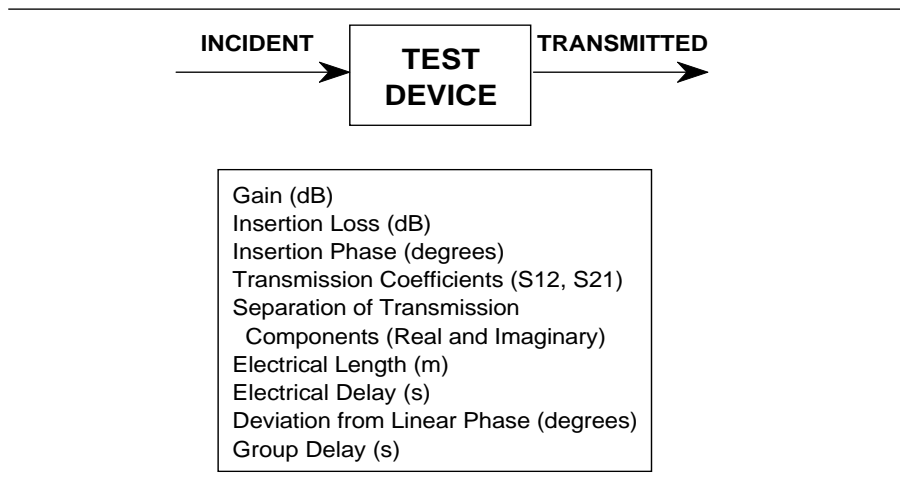 INCIDENT
TEST
DEVICE
TRANSMITTED
Gain (dB)
Insertion Loss (dB)
Insertion Phase (degrees)
Transmission Coefficients (S12, S21)
Separation of Transmission
Components (Real and Imaginary)
Electrical Length (m)
Electrical Delay (s)
Deviation from Linear Phase (degrees)
Group Delay (s)